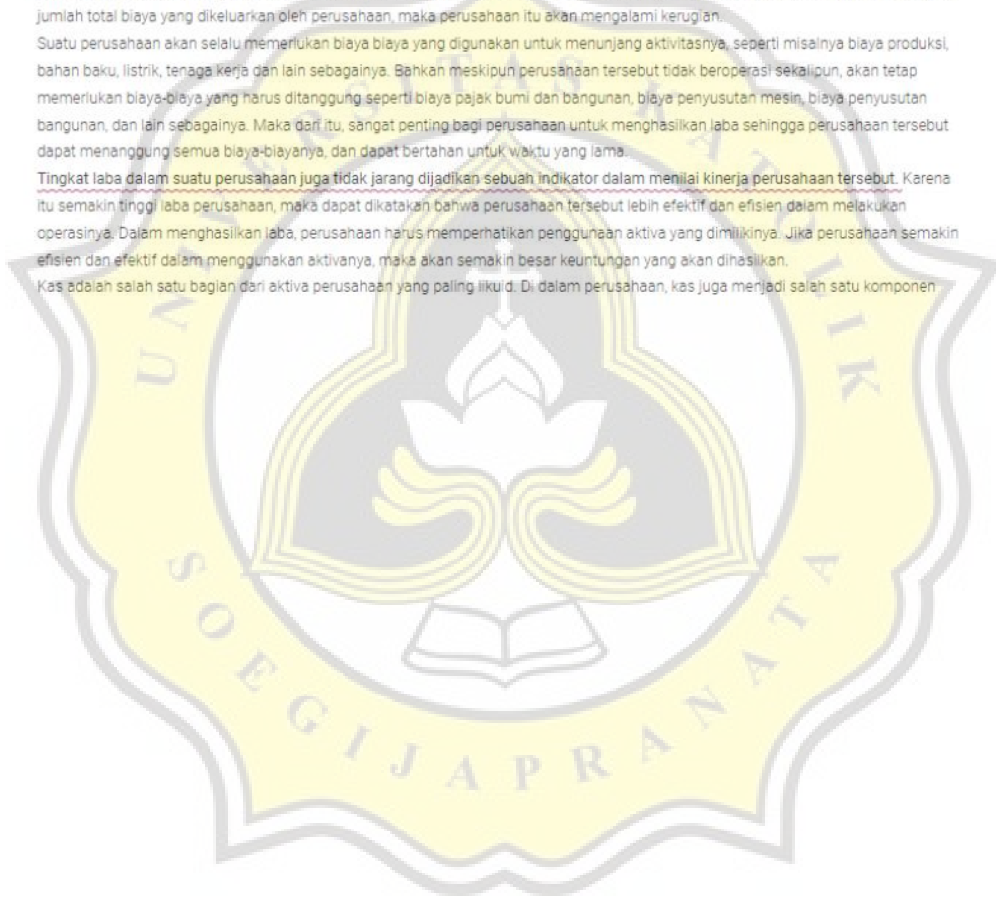 jumlah total biaya yang dikeluarkan oleh perusahaan, maka perusahaan itu akan mengalami kerugian.
Suatu perusahaan akan selalu memerlukan biaya biaya yang digunakan untuk menunjang aktivitasnya, seperti misalnya biaya produksi,
bahan baku, listrik, tenaga kerja dan lain sebagainya. Bahkan meskipun perusahaan tersebut tidak beroperasi sekalipun, akan tetap
memerlukan biaya-biaya yang harus ditanggung seperti biaya pajak bumi dan bangunan, biaya penyusutan mesin, biaya penyusutan
bangunan, dan lain sebagainya. Maka dari itu, sangat penting bagi perusahaan untuk menghasilkan laba sehingga perusahaan tersebut
dapat menanggung semua biaya-biayanya, dan dapat bertahan untuk waktu yang lama.
Tingkat laba dalam suatu perusahaan juga tidak jarang dijadikan sebuah indikator dalam menilai kinerja perusahaan tersebut. Karena
itu semakin tinggi laba perusahaan, maka dapat dikatakan bahwa perusahaan tersebut lebih efektif dan efisien dalam melakukan
operasinya. Dalam menghasilkan laba, perusahaan harus memperhatikan penggunaan aktiva yang dimilikinya. Jika perusahaan semakin
efisien dan efektif dalam menggunakan aktivanya, maka akan semakin besar keuntungan yang akan dihasilkan.
Kas adalah salah satu bagian dari aktiva perusahaan yang paling likuid. Di dalam perusahaan, kas juga menjadi salah satu komponen
UNIVERSITAS KATOLIK
SOEGIJAPRANATA